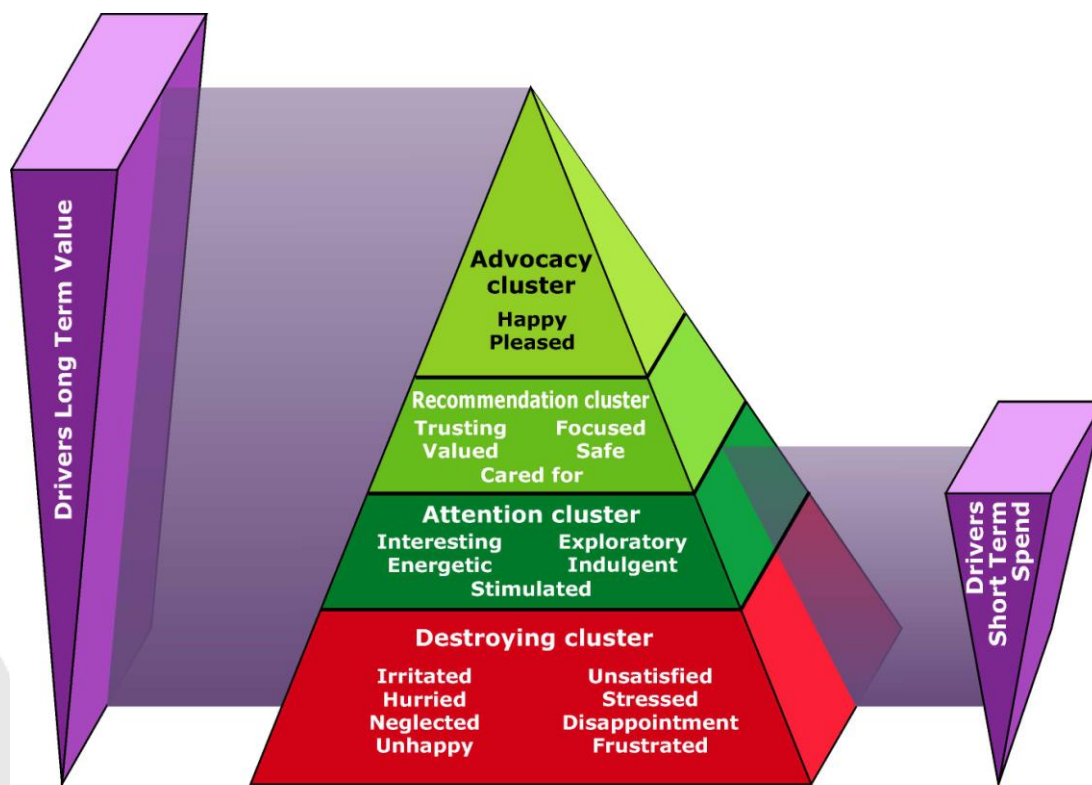 Drivers Long Term Value
Advocacy
cluster
Happy
Pleased
Recommendation cluster
Trusting Focused
Valued Safe
Cared for
Attention cluster
Interesting Exploratory
Energetic Indulgent
Stimulated
Destroying cluster
Irritated Unsatisfied
Hurried Stressed
Neglected Disappointment
Unhappy Frustrated
Drivers
Short Term
Spend